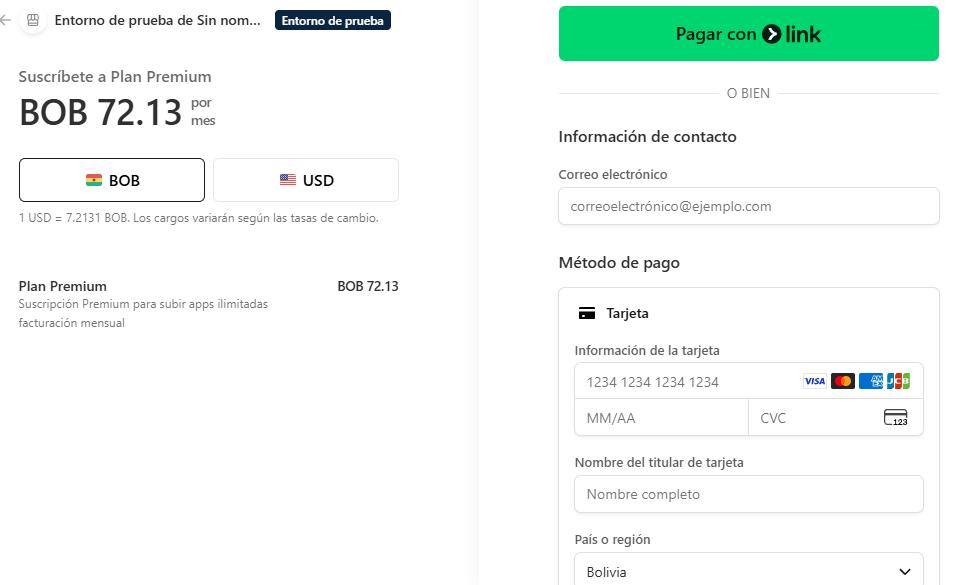 Entorno de prueba de Sin nom...
Entorno de prueba
Suscríbete a Plan Premium
BOB 72.13 por mes
BOB
USD
1 USD = 7.2131 BOB. Los cargos variarán según las tasas de cambio.
Plan Premium BOB 72.13
Suscripción Premium para subir apps ilimitadas
facturación mensual
Pagar con link
O BIEN
Información de contacto
Correo electrónico
correoelectrónico@ejemplo.com
Método de pago
Tarjeta
Información de la tarjeta
1234 1234 1234 1234 VISA AMEX JCB
MM/AA CVC 123
Nombre del titular de tarjeta
Nombre completo
País o región
Bolivia